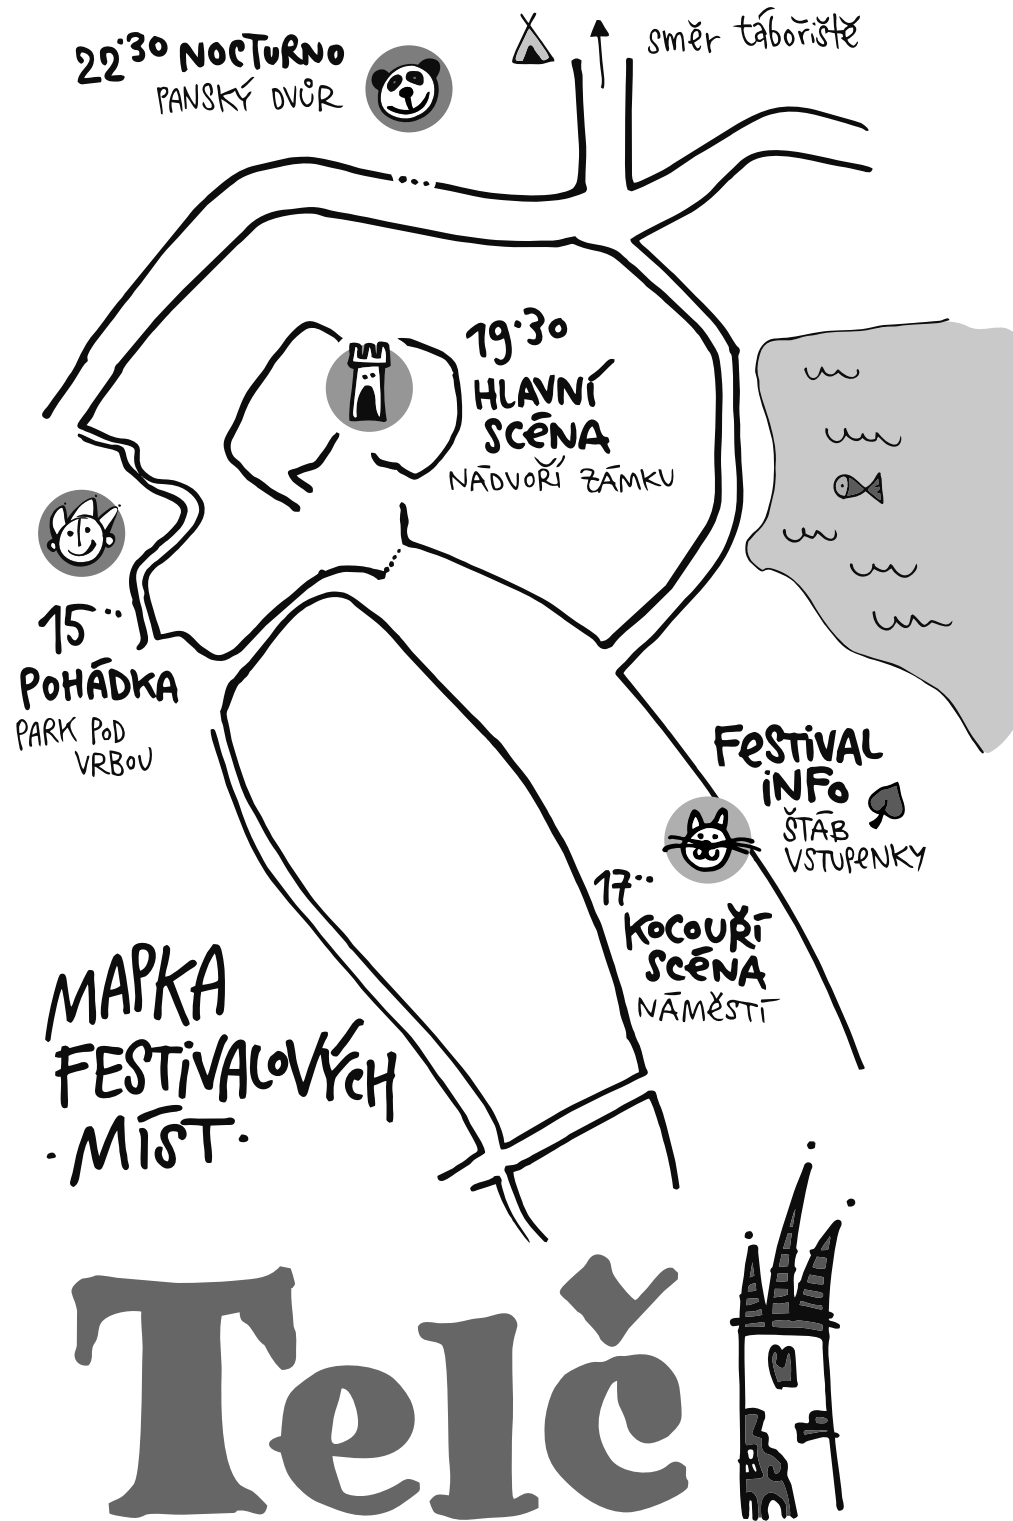 22.30 NOCTURNO
PANSKÝ DVŮR
směr tábořiště
19.30
HLAVNÍ
SCéNA
NÁDVOŘÍ ZÁMKU
15..
POHÁDKA
PARK POD
VRBOU
FeSTiVAL
iNFo
ŠTÁB
VSTUPeNKY
17..
KOCOUŘÍ
SCéNA
NÁMěSTÍ
MAPKA
FESTiVALOVÝCH
·MÍST·
Telč